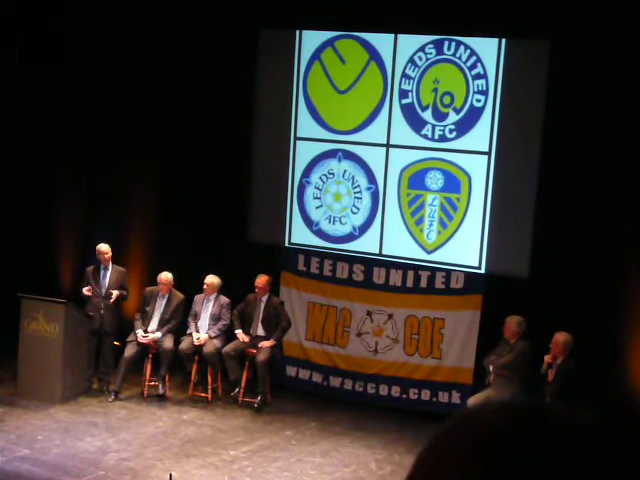 LEEDS UNITED
AFC
LEEDS UNITED
AFC
LUFC
LEEDS UNITED
WAC COE
www.waccoe.co.uk
GRAND